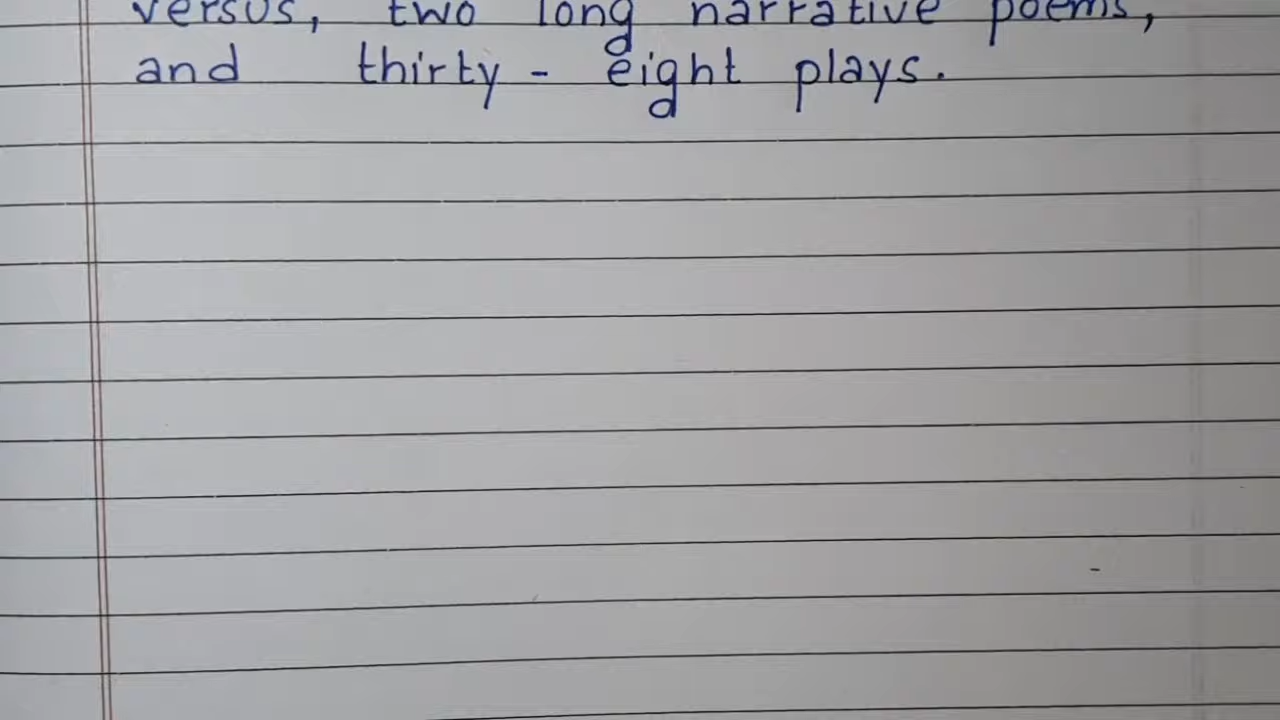 versus, two long narrative poems,
and thirty - eight plays.